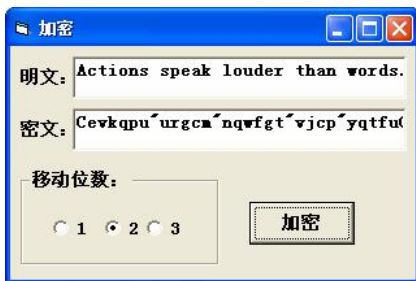 加密
明文: Actions speak louder than words.
密文: Cevkqpu´urgcm´nqwfgt´vjcp´yqtfu(
移动位数:
1 2 3
加密